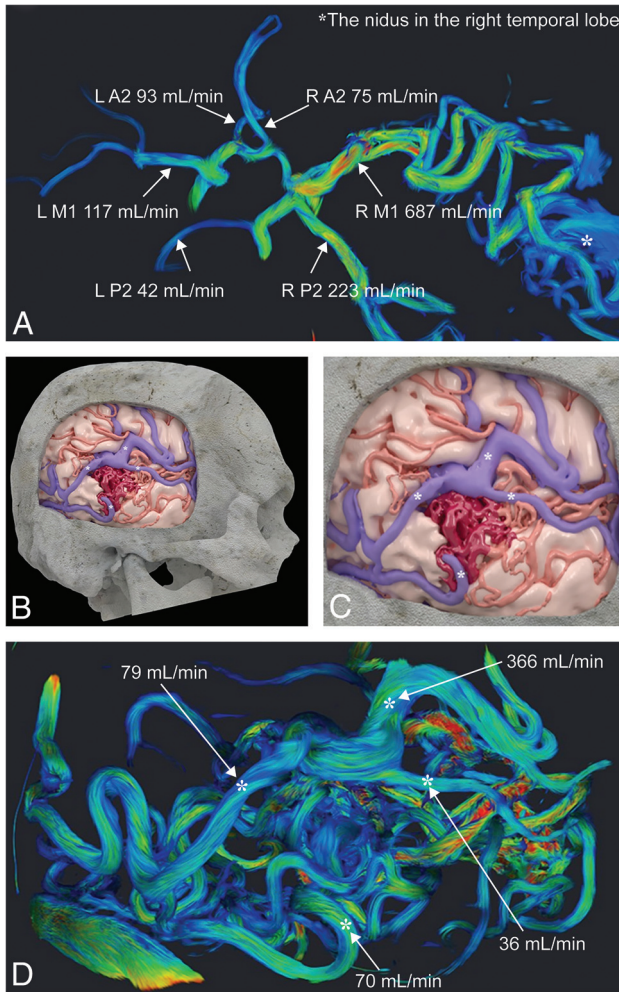 *The nidus in the right temporal lobe
L A2 93 mL/min
R A2 75 mL/min
L M1 117 mL/min
R M1 687 mL/min
*
L P2 42 mL/min
R P2 223 mL/min
A
B
* * * *
C
79 mL/min
366 mL/min
* * * *
36 mL/min
70 mL/min
D